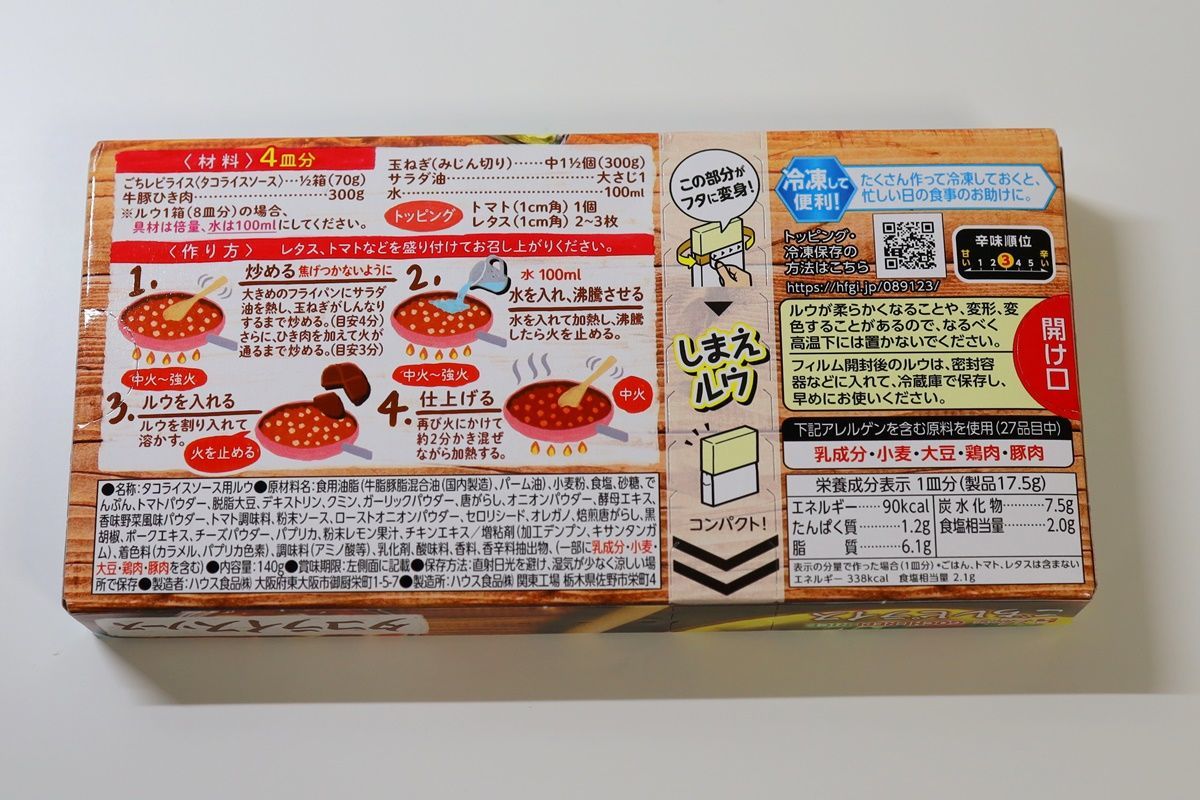 〈材料〉4皿分
ごちレピライス〈タコライスソース〉…½箱(70g)
牛豚ひき肉………300g
※ルウ1箱(8皿分)の場合、
具材は倍量、水は100mlにしてください。
玉ねぎ(みじん切り)……中1½個(300g)
サラダ油………大さじ1
水………100ml
トッピング
トマト(1cm角) 1個
レタス(1cm角) 2~3枚
〈作り方〉 レタス、トマトなどを盛り付けてお召し上がりください。
1.
炒める 焦げつかないように
大きめのフライパンにサラダ
油を熱し、玉ねぎがしんなり
するまで炒める。(目安4分)
さらに、ひき肉を加えて火が
通るまで炒める。(目安3分)
中火~強火
2.
水 100ml
水を入れ、沸騰させる
水を入れて加熱し、沸騰
したら火を止める。
中火~強火
3.
ルウを入れる
ルウを割り入れて
溶かす。
火を止める
4.
仕上げる
再び火にかけて
約2分かき混ぜ
ながら加熱する。
中火
●名称:タコライスソース用ルウ●原材料名:食用油脂(牛脂豚脂混合油(国内製造)、パーム油)、小麦粉、食塩、砂糖、で
んぷん、トマトパウダー、脱脂大豆、デキストリン、クミン、ガーリックパウダー、唐がらし、オニオンパウダー、酵母エキス、
香味野菜風味パウダー、トマト調味料、粉末ソース、ローストオニオンパウダー、セロリシード、オレガノ、焙煎唐がらし、黒
胡椒、ポークエキス、チーズパウダー、パプリカ、粉末レモン果汁、チキンエキス/増粘剤(加工デンプン、キサンタンガ
ム)、着色料(カラメル、パプリカ色素)、調味料(アミノ酸等)、乳化剤、酸味料、香料、香辛料抽出物、(一部に乳成分・小麦・
大豆・鶏肉・豚肉を含む) ●内容量:140g●賞味期限:左側面に記載●保存方法:直射日光を避け、湿気が少なく涼しい場
所で保存●製造者:ハウス食品㈱ 大阪府東大阪市御厨栄町1-5-7●製造所:ハウス食品㈱ 関東工場 栃木県佐野市栄町4
この部分が
フタに変身!
しまえ
ルウ
コンパクト!
冷凍して
便利!
たくさん作って冷凍しておくと、
忙しい日の食事のお助けに。
トッピング・
冷凍保存の
方法はこちら
https://hfgi.jp/089123/
辛味順位
甘い 1 2 3 4 5 辛い
ルウが柔らかくなることや、変形、変
色することがあるので、なるべく
高温下には置かないでください。
フィルム開封後のルウは、密封容
器などに入れて、冷蔵庫で保存し、
早めにお使いください。
開け口
下記アレルゲンを含む原料を使用(27品目中)
乳成分・小麦・大豆・鶏肉・豚肉
栄養成分表示 1皿分(製品17.5g)
エネルギー……90kcal
たんぱく質………1.2g
脂質………6.1g
炭水化物………7.5g
食塩相当量………2.0g
表示の分量で作った場合(1皿分)・ごはん、トマト、レタスは含まない
エネルギー 338kcal 食塩相当量 2.1g
タコライスソース
ごちレピライス